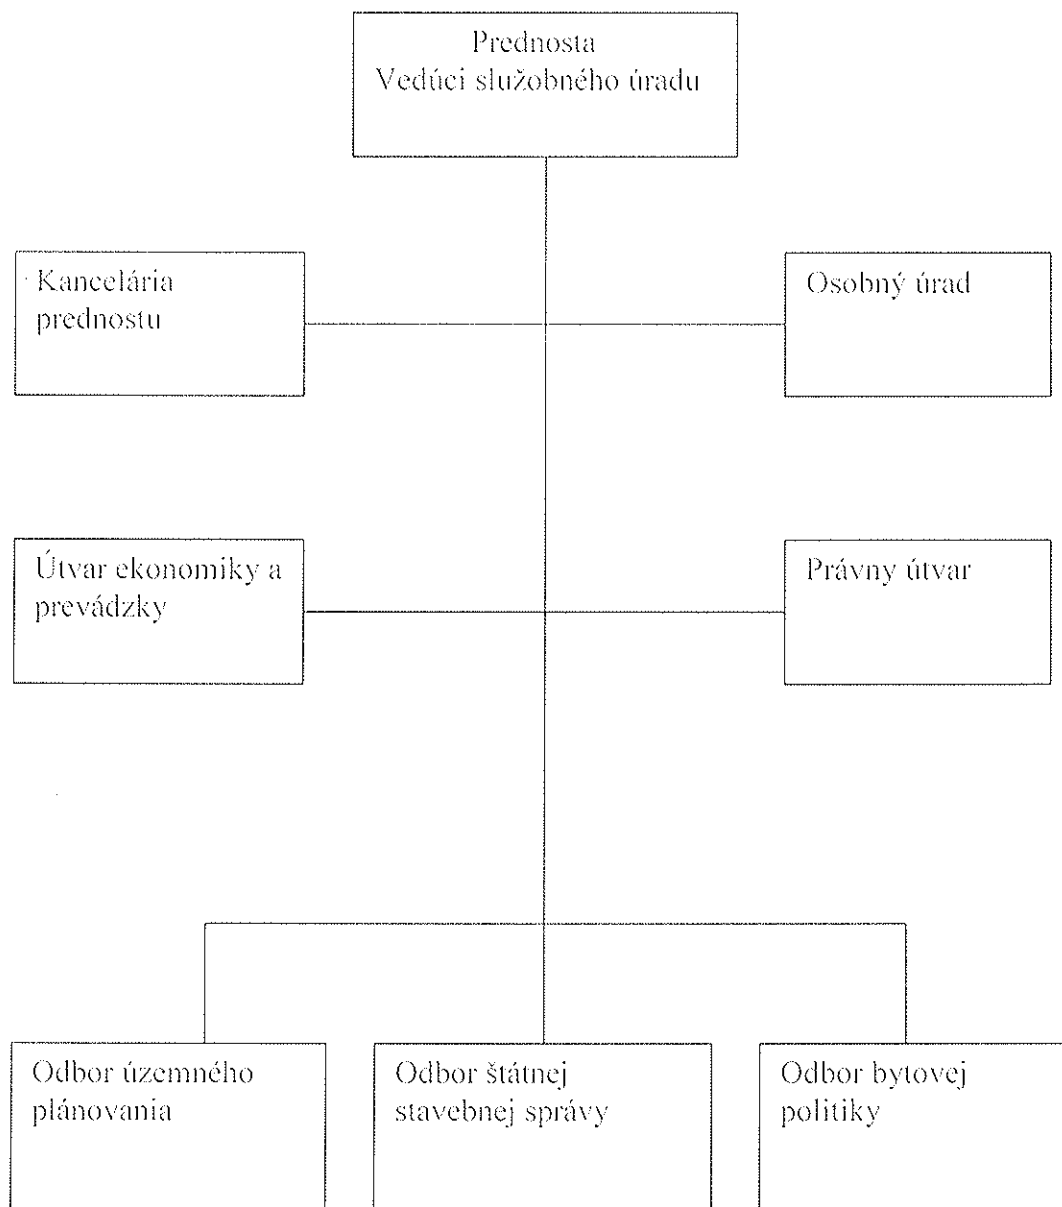 Prednosta
Vedúci služobného úradu
Kancelária
prednostu
Osobný úrad
Útvar ekonomiky a
prevádzky
Právny útvar
Odbor územného
plánovania
Odbor štátnej
stavebnej správy
Odbor bytovej
politiky